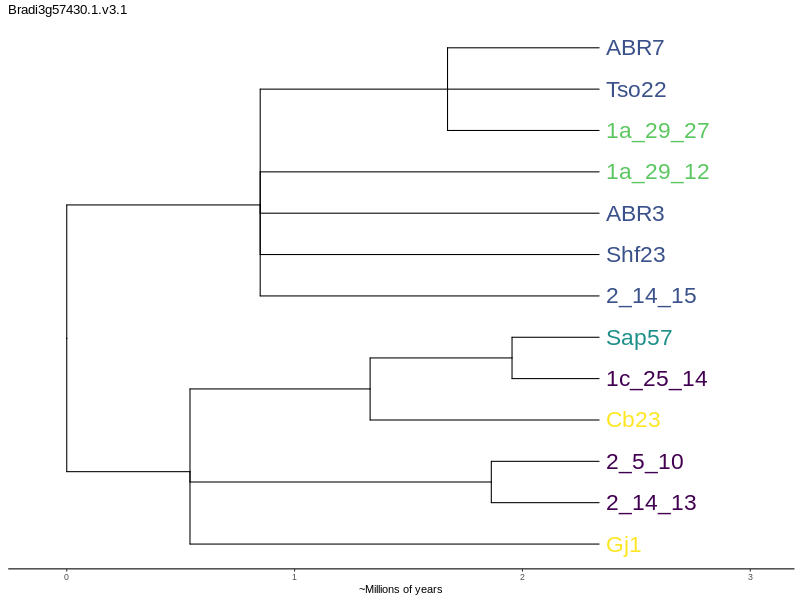 Bradi3g57430.1.v3.1
ABR7
Tso22
1a_29_27
1a_29_12
ABR3
Shf23
2_14_15
Sap57
1c_25_14
Cb23
2_5_10
2_14_13
Gj1
0 1 2 3
~Millions of years